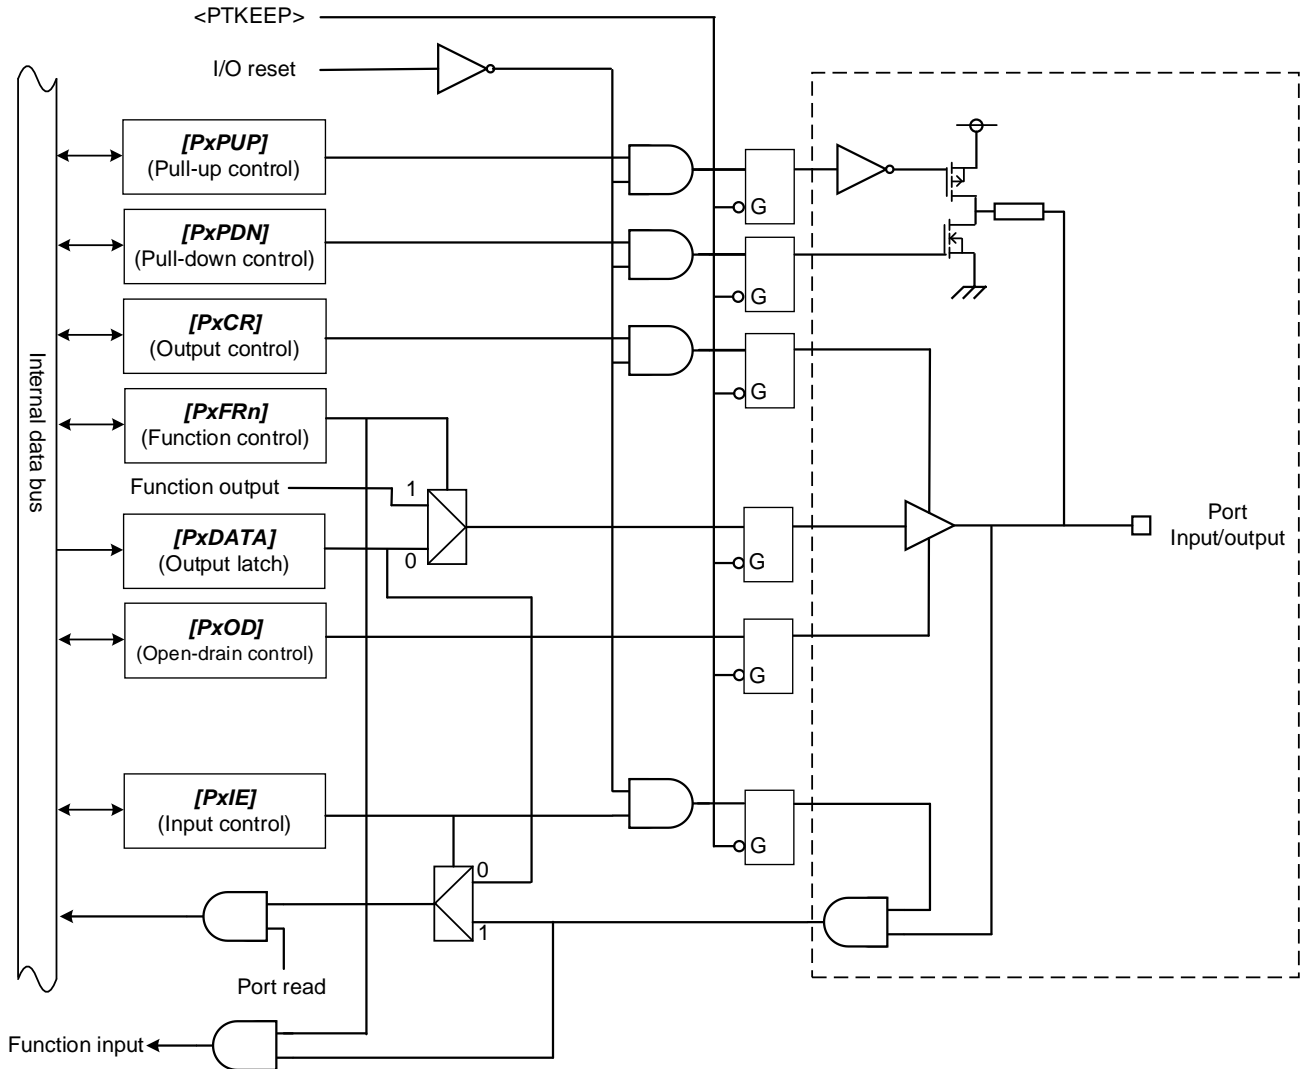 <PTKEEP>
I/O reset
[PxPUP]
(Pull-up control)
G
[PxPDN]
(Pull-down control)
G
[PxCR]
(Output control)
G
Internal data bus
[PxFRn]
(Function control)
Function output
1
[PxDATA]
(Output latch)
0
G
Port
Input/output
[PxOD]
(Open-drain control)
G
[PxIE]
(Input control)
G
0
1
Port read
Function input